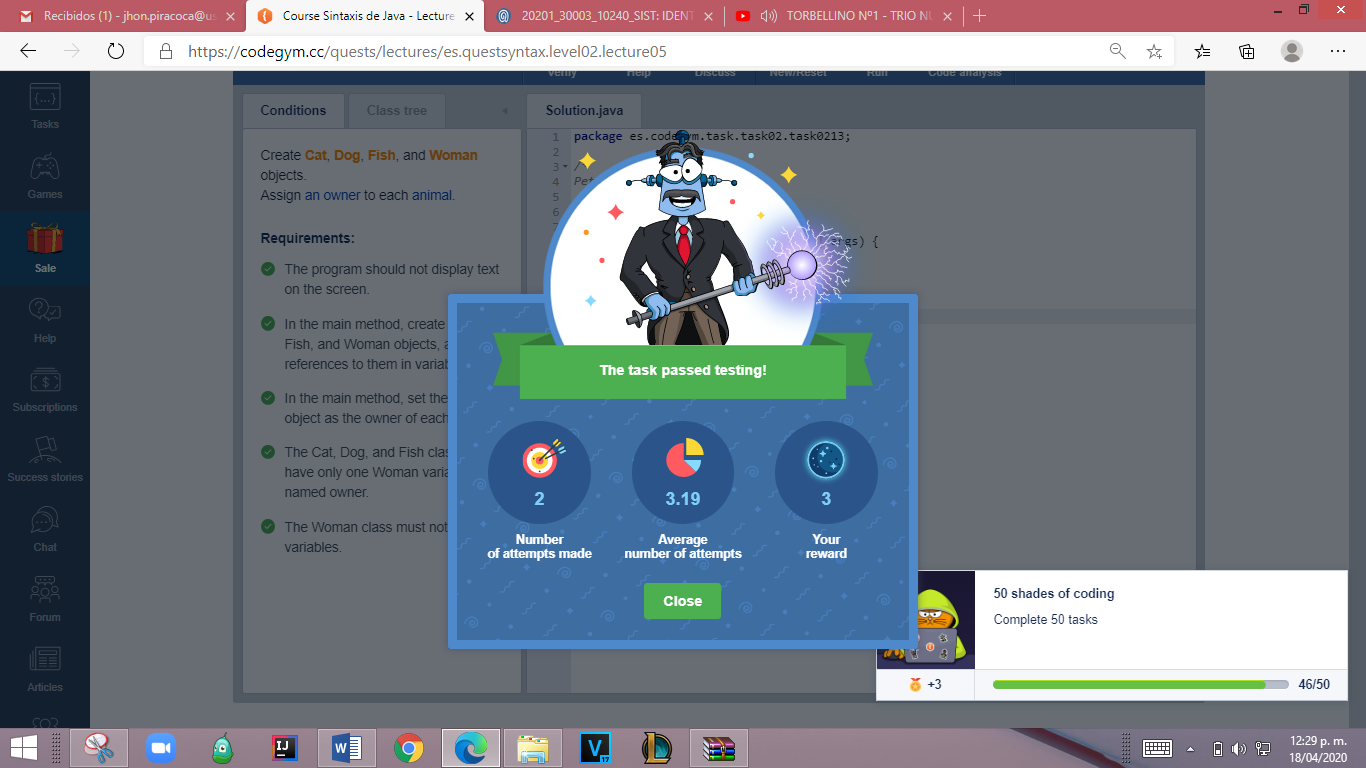 Recibidos (1) - jhon.piracoca@us
Course Sintaxis de Java - Lecture
20201_30003_10240_SIST: IDENT
TORBELLINO Nº1 - TRIO NU
https://codegym.cc/quests/lectures/es.questsyntax.level02.lecture05
Verify Help Discuss New/Reset Run Code analysis
Tasks
Games
Sale
Help
Subscriptions
Success stories
Chat
Forum
Articles
Conditions
Class tree
Create Cat, Dog, Fish, and Woman
objects.
Assign an owner to each animal.
Requirements:
The program should not display text
on the screen.
In the main method, create
Fish, and Woman objects, a
references to them in variab
In the main method, set the
object as the owner of each
The Cat, Dog, and Fish clas
have only one Woman varia
named owner.
The Woman class must not
variables.
Solution.java
1 package es.codegym.task.task02.task0213;
2
3 /
4 Pet
5
6
args) {
The task passed testing!
2
Number
of attempts made
3.19
Average
number of attempts
3
Your
reward
Close
50 shades of coding
Complete 50 tasks
+3
46/50
IJ
W
V
17
12:29 p. m.
18/04/2020